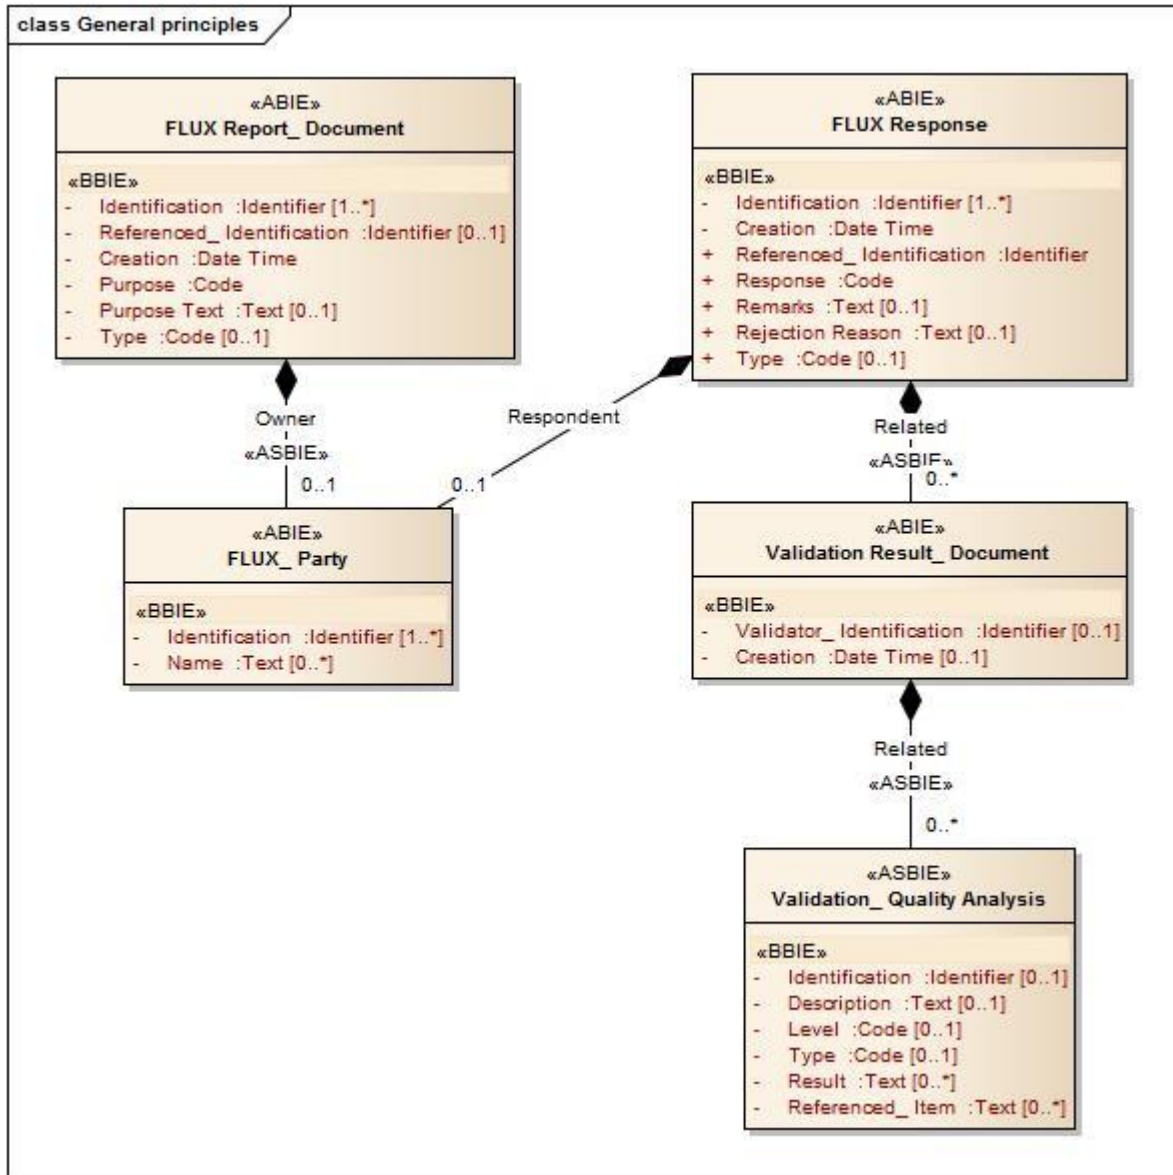 class General principles
«ABIE»
FLUX Report_ Document
«BBIE»
- Identification :Identifier [1..*]
- Referenced_ Identification :Identifier [0..1]
- Creation :Date Time
- Purpose :Code
- Purpose Text :Text [0..1]
- Type :Code [0..1]
«ABIE»
FLUX Response
«BBIE»
- Identification :Identifier [1..*]
- Creation :Date Time
+ Referenced_ Identification :Identifier
+ Response :Code
+ Remarks :Text [0..1]
+ Rejection Reason :Text [0..1]
+ Type :Code [0..1]
Owner
«ASBIE»
0..1
Respondent
0..1
Related
«ASBIE»
0..*
«ABIE»
FLUX_ Party
«BBIE»
- Identification :Identifier [1..*]
- Name :Text [0..*]
«ABIE»
Validation Result_ Document
«BBIE»
- Validator_ Identification :Identifier [0..1]
- Creation :Date Time [0..1]
Related
«ASBIE»
0..*
«ASBIE»
Validation_ Quality Analysis
«BBIE»
- Identification :Identifier [0..1]
- Description :Text [0..1]
- Level :Code [0..1]
- Type :Code [0..1]
- Result :Text [0..*]
- Referenced_ Item :Text [0..*]